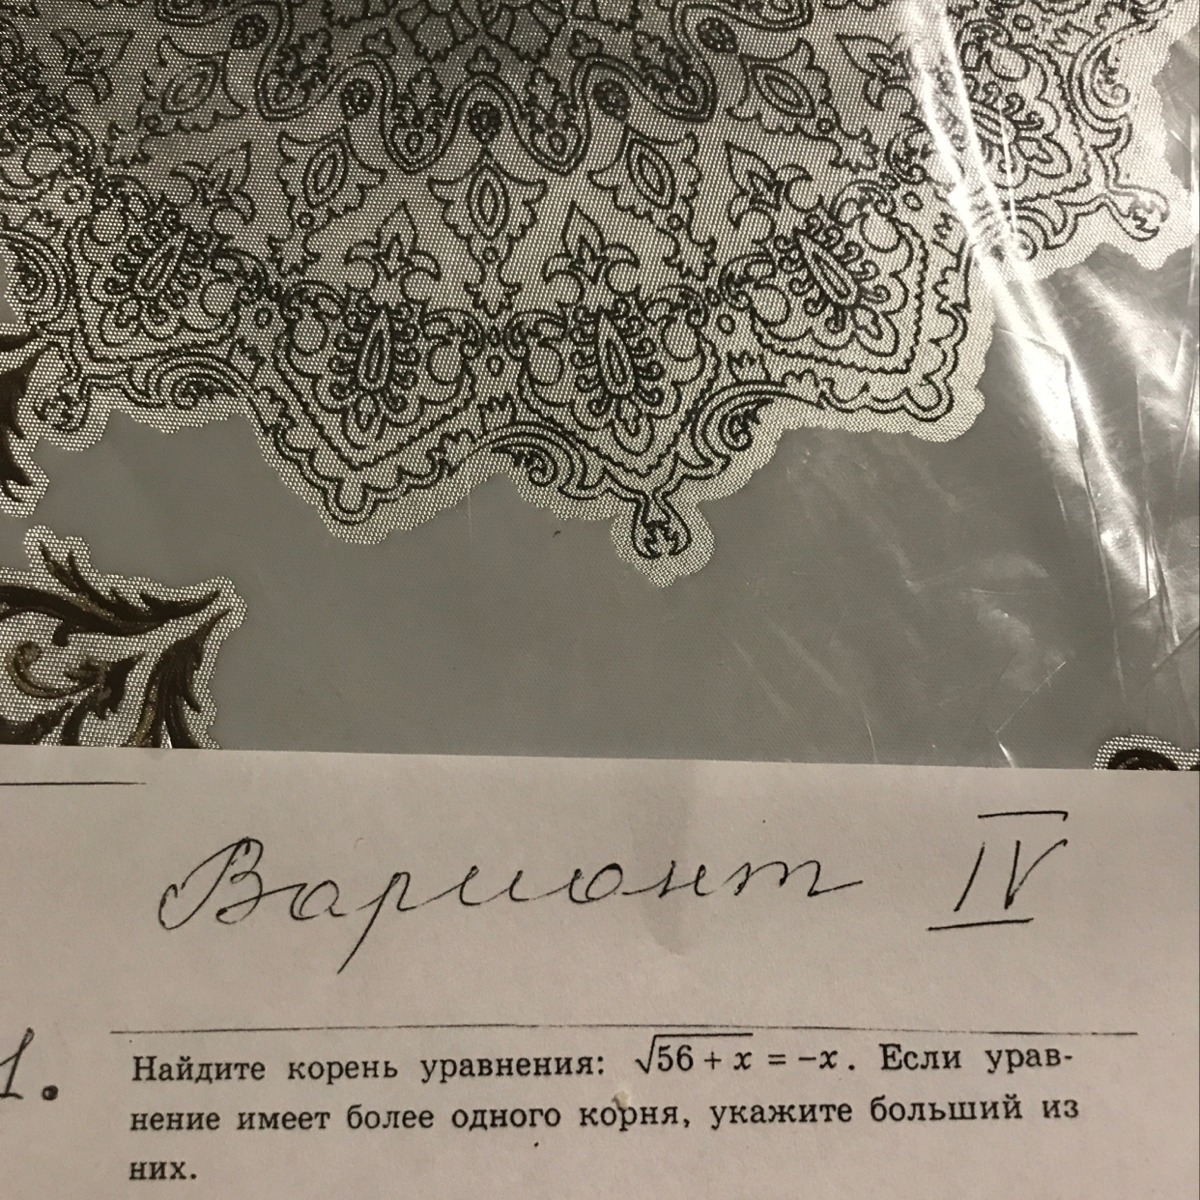 Вариант IV
1. Найдите корень уравнения: √56 + x = –x. Если урав-
нение имеет более одного корня, укажите больший из
них.